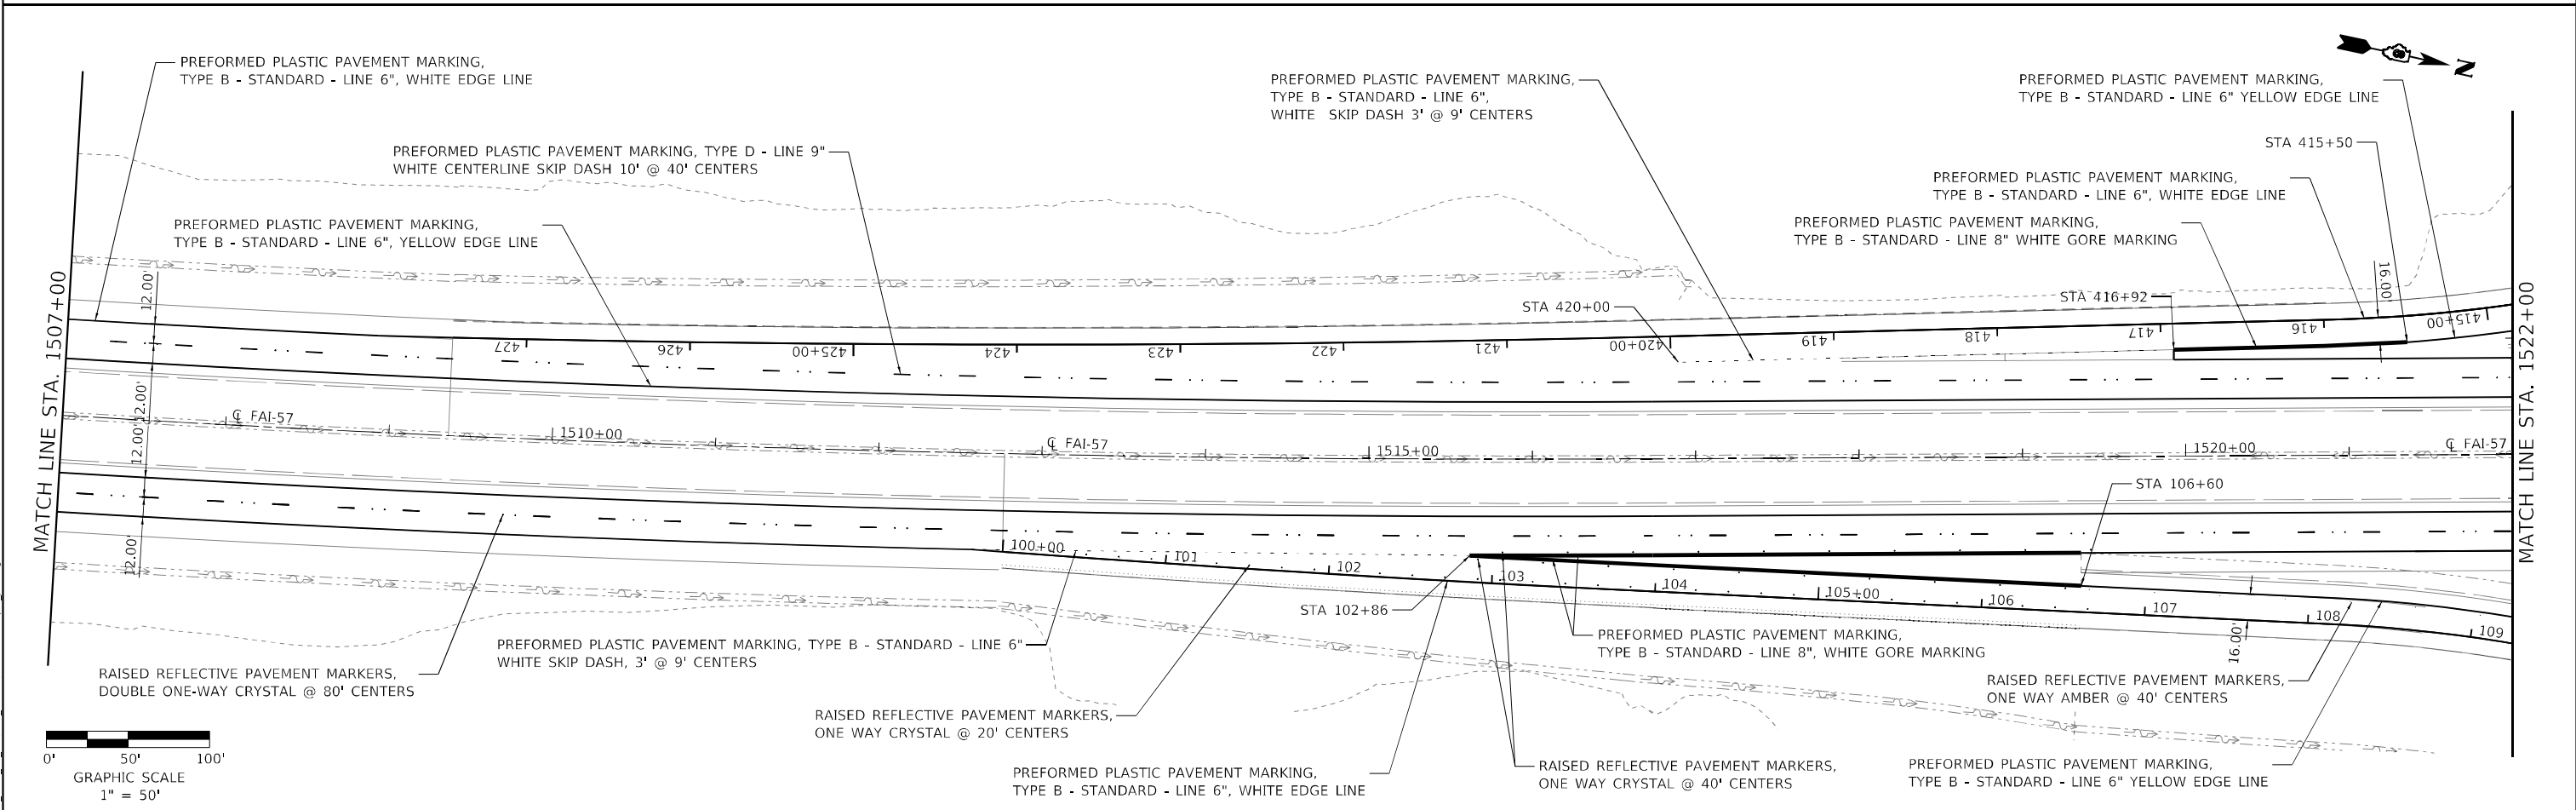 PREFORMED PLASTIC PAVEMENT MARKING,
TYPE B - STANDARD - LINE 6", WHITE EDGE LINE
PREFORMED PLASTIC PAVEMENT MARKING,
TYPE B - STANDARD - LINE 6",
WHITE SKIP DASH 3' @ 9' CENTERS
PREFORMED PLASTIC PAVEMENT MARKING,
TYPE B - STANDARD - LINE 6" YELLOW EDGE LINE
N
PREFORMED PLASTIC PAVEMENT MARKING, TYPE D - LINE 9"
WHITE CENTERLINE SKIP DASH 10' @ 40' CENTERS
STA 415+50
PREFORMED PLASTIC PAVEMENT MARKING,
TYPE B - STANDARD - LINE 6", WHITE EDGE LINE
PREFORMED PLASTIC PAVEMENT MARKING,
TYPE B - STANDARD - LINE 6", YELLOW EDGE LINE
PREFORMED PLASTIC PAVEMENT MARKING,
TYPE B - STANDARD - LINE 8" WHITE GORE MARKING
MATCH LINE STA. 1507+00
12.00'
12.00'
12.00'
12.00'
STA 420+00
STA 416+92
16.00'
427
426
425+00
424
423
422
421
420+00
419
418
417
416
415+00
MATCH LINE STA. 1522+00
℄ FAI-57
1510+00
℄ FAI-57
1515+00
1520+00
℄ FAI-57
STA 106+60
100+00
101
102
103
104
105+00
106
107
108
109
STA 102+86
16.00'
PREFORMED PLASTIC PAVEMENT MARKING, TYPE B - STANDARD - LINE 6"
WHITE SKIP DASH, 3' @ 9' CENTERS
PREFORMED PLASTIC PAVEMENT MARKING,
TYPE B - STANDARD - LINE 8", WHITE GORE MARKING
RAISED REFLECTIVE PAVEMENT MARKERS,
DOUBLE ONE-WAY CRYSTAL @ 80' CENTERS
RAISED REFLECTIVE PAVEMENT MARKERS,
ONE WAY AMBER @ 40' CENTERS
RAISED REFLECTIVE PAVEMENT MARKERS,
ONE WAY CRYSTAL @ 20' CENTERS
PREFORMED PLASTIC PAVEMENT MARKING,
TYPE B - STANDARD - LINE 6", WHITE EDGE LINE
RAISED REFLECTIVE PAVEMENT MARKERS,
ONE WAY CRYSTAL @ 40' CENTERS
PREFORMED PLASTIC PAVEMENT MARKING,
TYPE B - STANDARD - LINE 6" YELLOW EDGE LINE
0' 50' 100'
GRAPHIC SCALE
1" = 50'